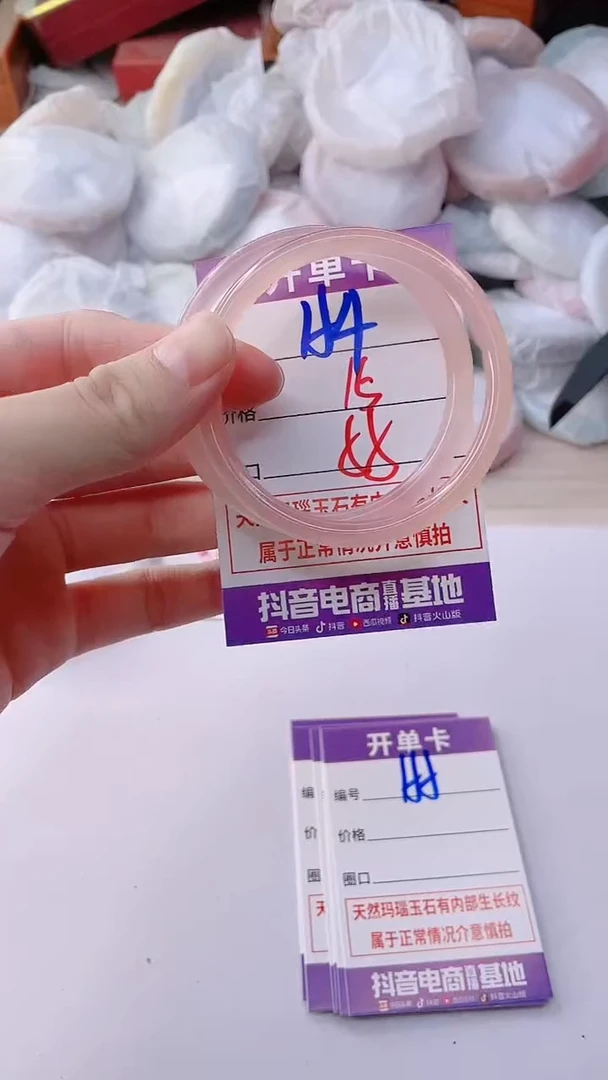 开单卡
价格
口
属于正常情况介意慎拍
抖音电商直播基地
今日头条 抖音 西瓜视频 抖音火山版
开单卡
编号
价格
圈口
天然玛瑙玉石有内部生长纹
属于正常情况介意慎拍
抖音电商直播基地
今日头条 抖音 西瓜视频 抖音火山版
编
价
圈